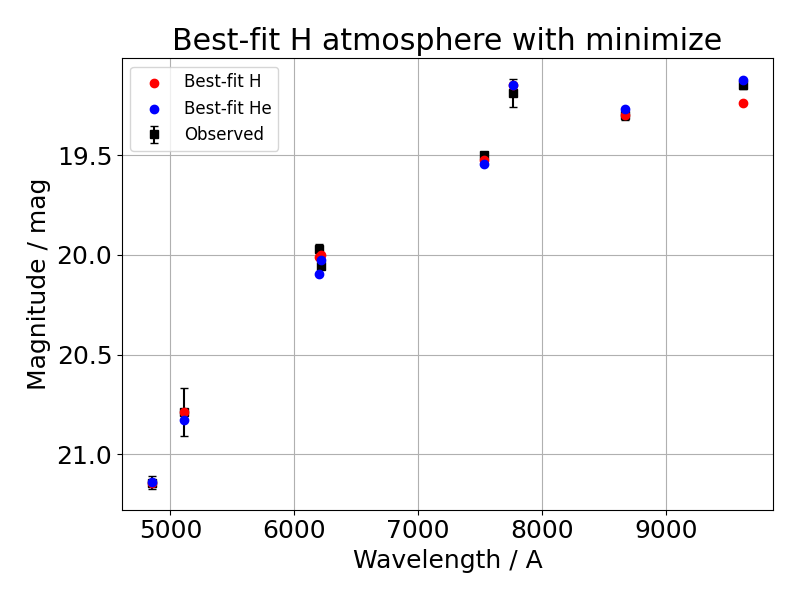 Best-fit H atmosphere with minimize
Best-fit H
Best-fit He
Observed
19.5
20.0
20.5
21.0
Magnitude / mag
5000 6000 7000 8000 9000
Wavelength / A